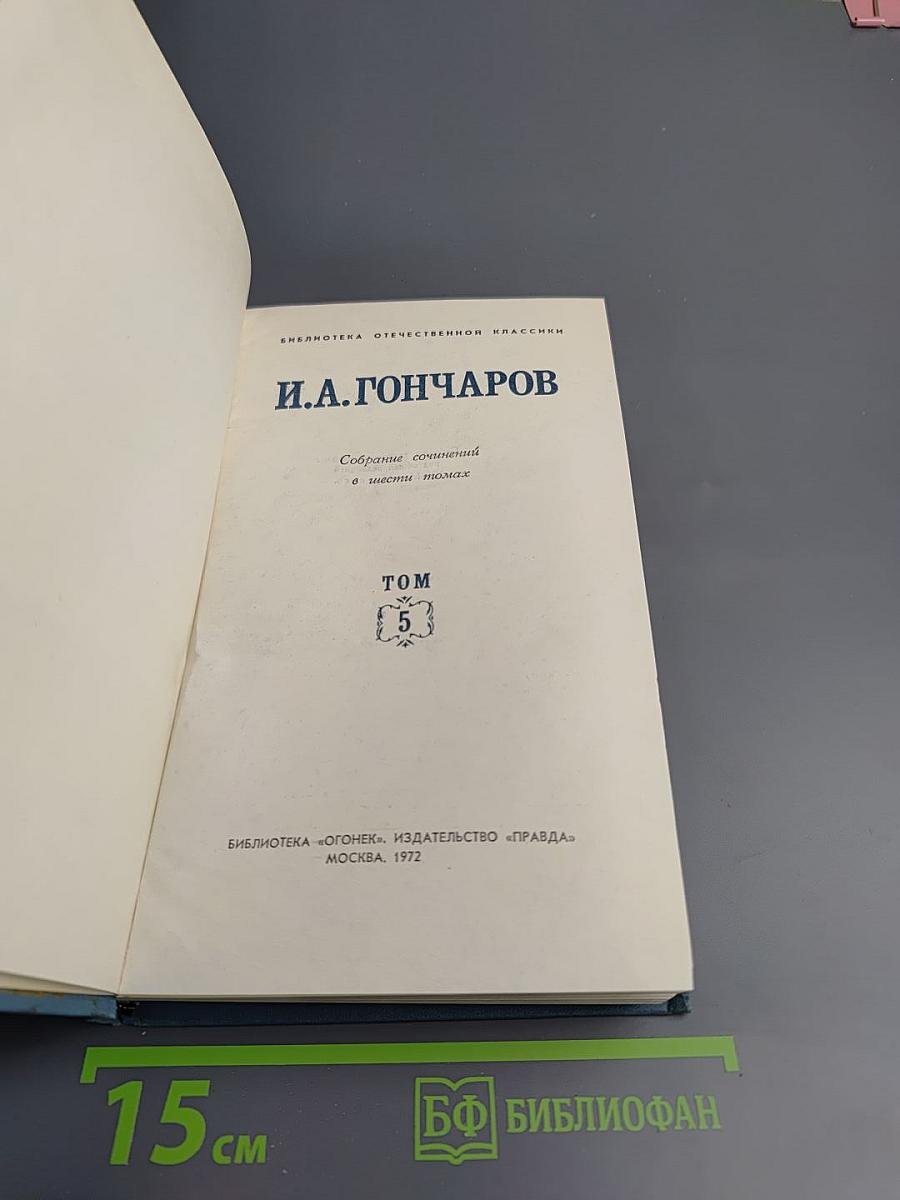 БИБЛИОТЕКА ОТЕЧЕСТВЕННОЙ КЛАССИКИ
И.А.ГОНЧАРОВ
Собрание сочинений
в шести томах
ТОМ
5
БИБЛИОТЕКА «ОГОНЕК». ИЗДАТЕЛЬСТВО «ПРАВДА»
МОСКВА. 1972
15 см
БФ БИБЛИОФАН